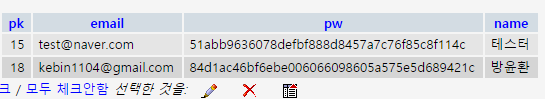 pk email pw name
15 test@naver.com 51abb9636078defbf888d8457a7c76f85c8f114c 테스터
18 kebin1104@gmail.com 84d1ac46bf6ebe006066098605a575e5d689421c 방윤환
크 / 모두 체크안함 선택한 것을: